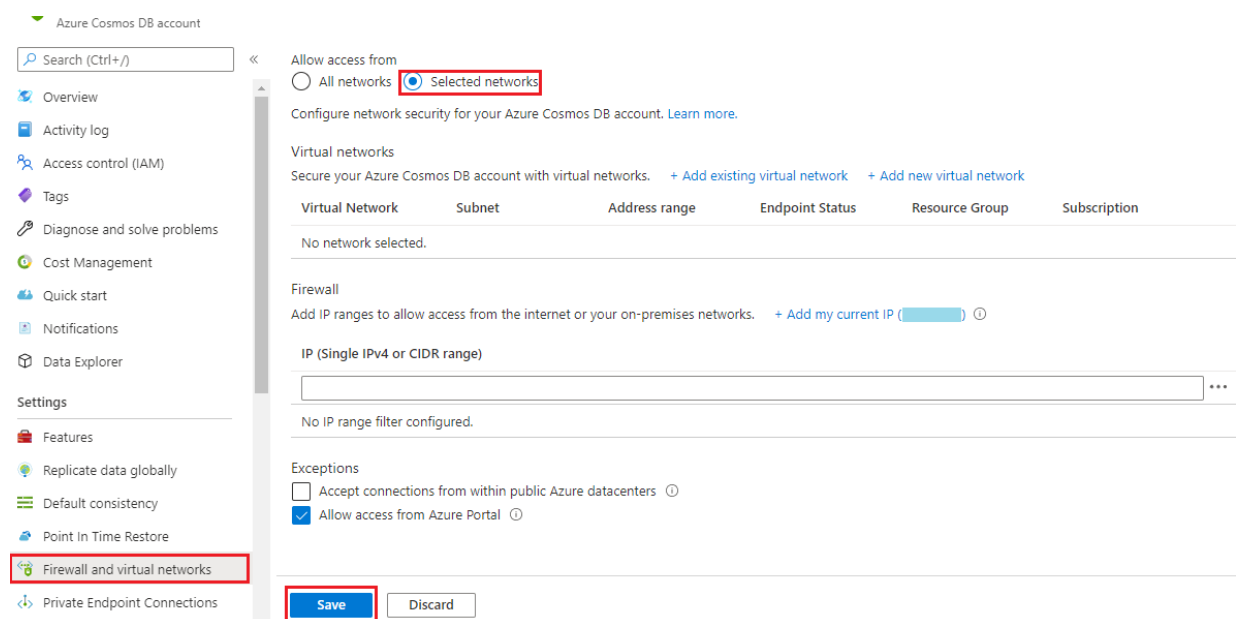 Azure Cosmos DB account
Search (Ctrl+/)
«
Overview
Activity log
Access control (IAM)
Tags
Diagnose and solve problems
Cost Management
Quick start
Notifications
Data Explorer
Settings
Features
Replicate data globally
Default consistency
Point In Time Restore
Firewall and virtual networks
Private Endpoint Connections
Allow access from
All networks Selected networks
Configure network security for your Azure Cosmos DB account. Learn more.
Virtual networks
Secure your Azure Cosmos DB account with virtual networks. + Add existing virtual network + Add new virtual network
Virtual Network Subnet Address range Endpoint Status Resource Group Subscription
No network selected.
Firewall
Add IP ranges to allow access from the internet or your on-premises networks. + Add my current IP ( )
IP (Single IPv4 or CIDR range)
No IP range filter configured.
Exceptions
Accept connections from within public Azure datacenters
Allow access from Azure Portal
Save Discard